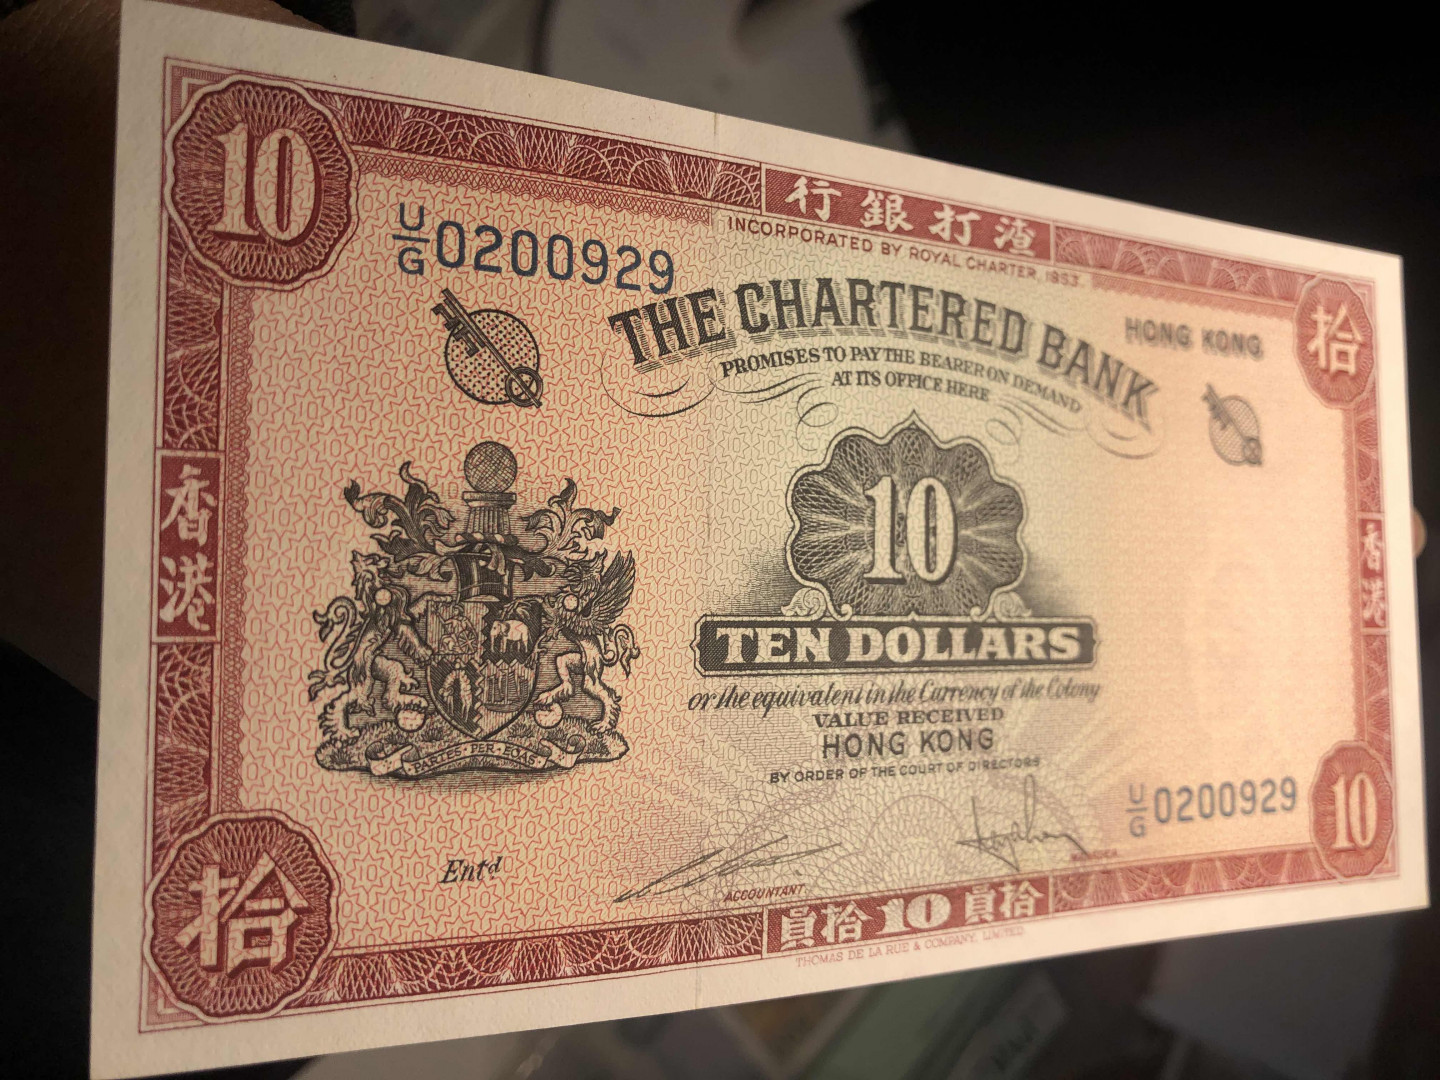 10
行銀打渣
INCORPORATED BY ROYAL CHARTER, 1853.
U/G 0200929
THE CHARTERED BANK
HONG KONG
拾
PROMISES TO PAY THE BEARER ON DEMAND
AT ITS OFFICE HERE
香港
香港
10
TEN DOLLARS
or the equivalent in the Currency of the Colony
VALUE RECEIVED
HONG KONG
BY ORDER OF THE COURT OF DIRECTORS
U/G 0200929
10
Entd
ACCOUNTANT
拾
員拾 10 員拾
THOMAS DE LA RUE & COMPANY, LIMITED.